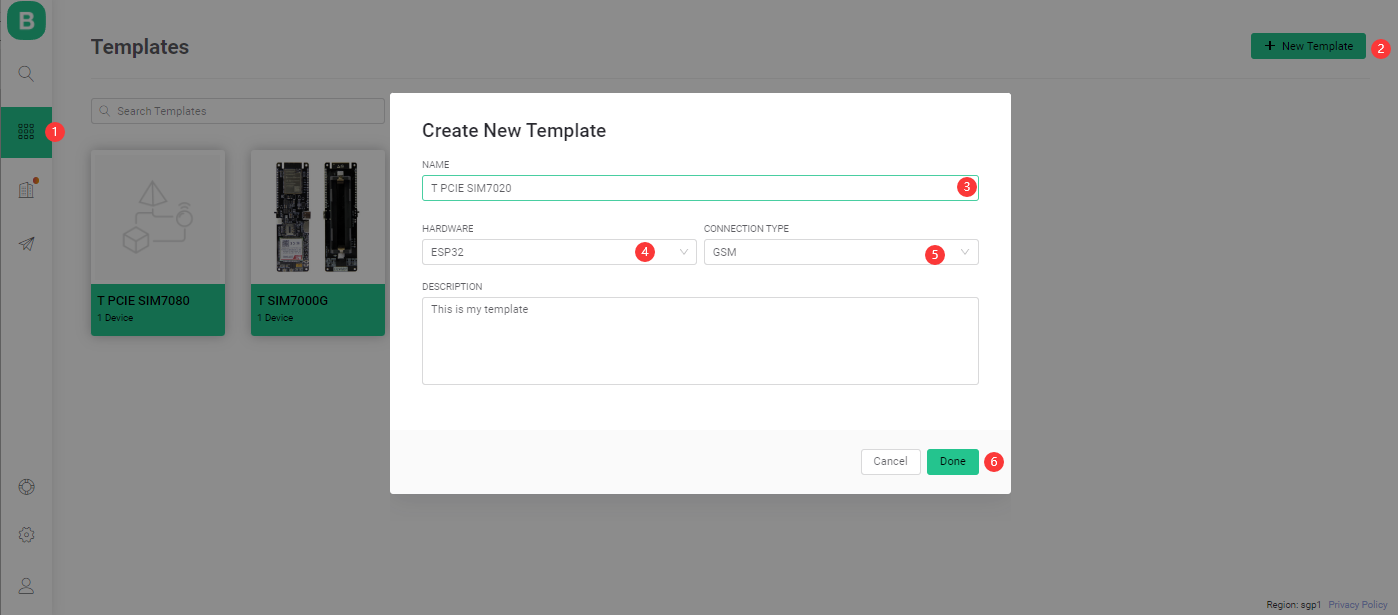 B
Templates
+ New Template
2
Search Templates
1
Create New Template
NAME
T PCIE SIM7020
3
HARDWARE
CONNECTION TYPE
ESP32
4
GSM
5
DESCRIPTION
This is my template
T PCIE SIM7080
1 Device
T SIM7000G
1 Device
Cancel
Done
6
Region: sgp1 Privacy Policy